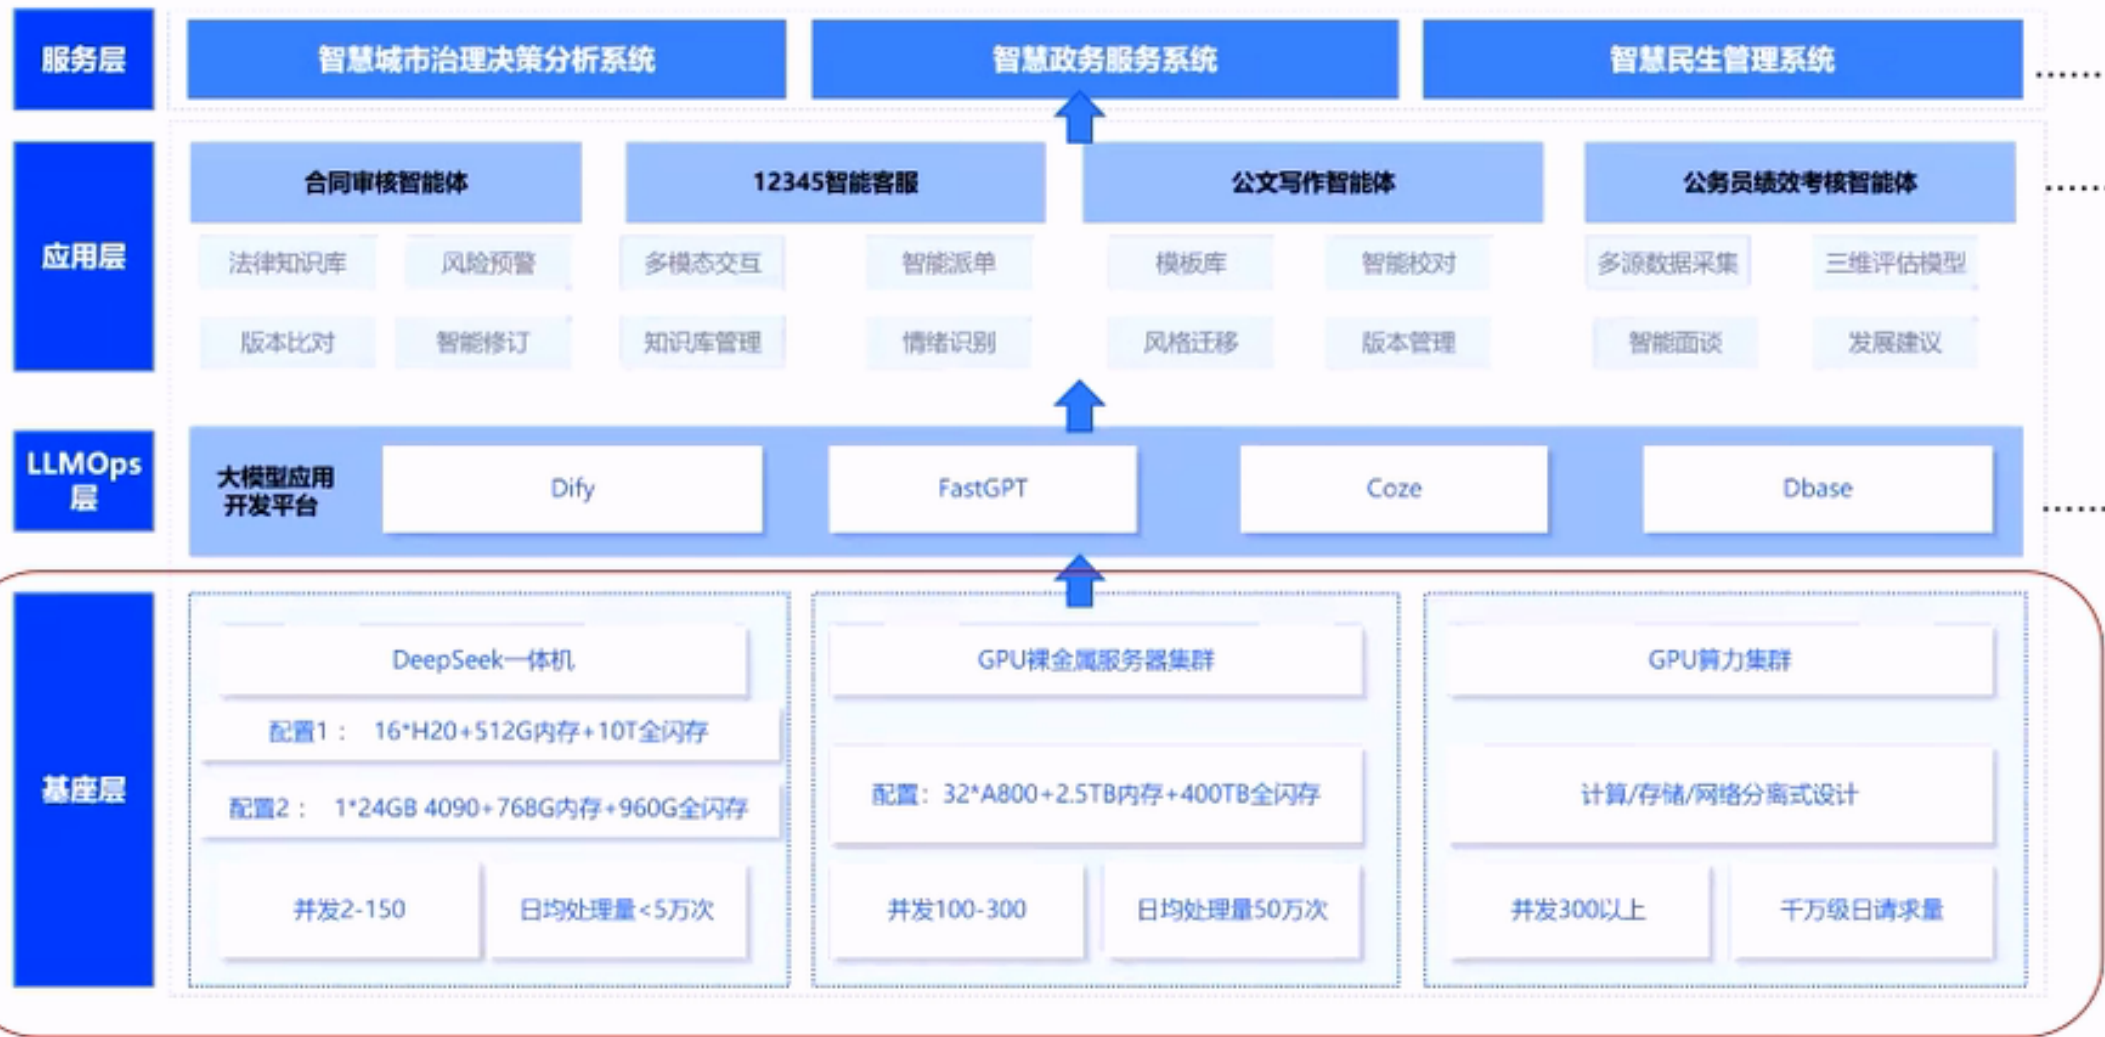 服务层
智慧城市治理决策分析系统
智慧政务服务系统
智慧民生管理系统
应用层
合同审核智能体
12345智能客服
公文写作智能体
公务员绩效考核智能体
法律知识库
风险预警
多模态交互
智能派单
模板库
智能校对
多源数据采集
三维评估模型
版本比对
智能修订
知识库管理
情绪识别
风格迁移
版本管理
智能面谈
发展建议
LLMOps
层
大模型应用
开发平台
Dify
FastGPT
Coze
Dbase
基座层
DeepSeek一体机
GPU裸金属服务器集群
GPU算力集群
配置1： 16*H20+512G内存+10T全闪存
配置2： 1*24GB 4090+768G内存+960G全闪存
配置：32*A800+2.5TB内存+400TB全闪存
计算/存储/网络分离式设计
并发2-150
日均处理量<5万次
并发100-300
日均处理量50万次
并发300以上
千万级日请求量